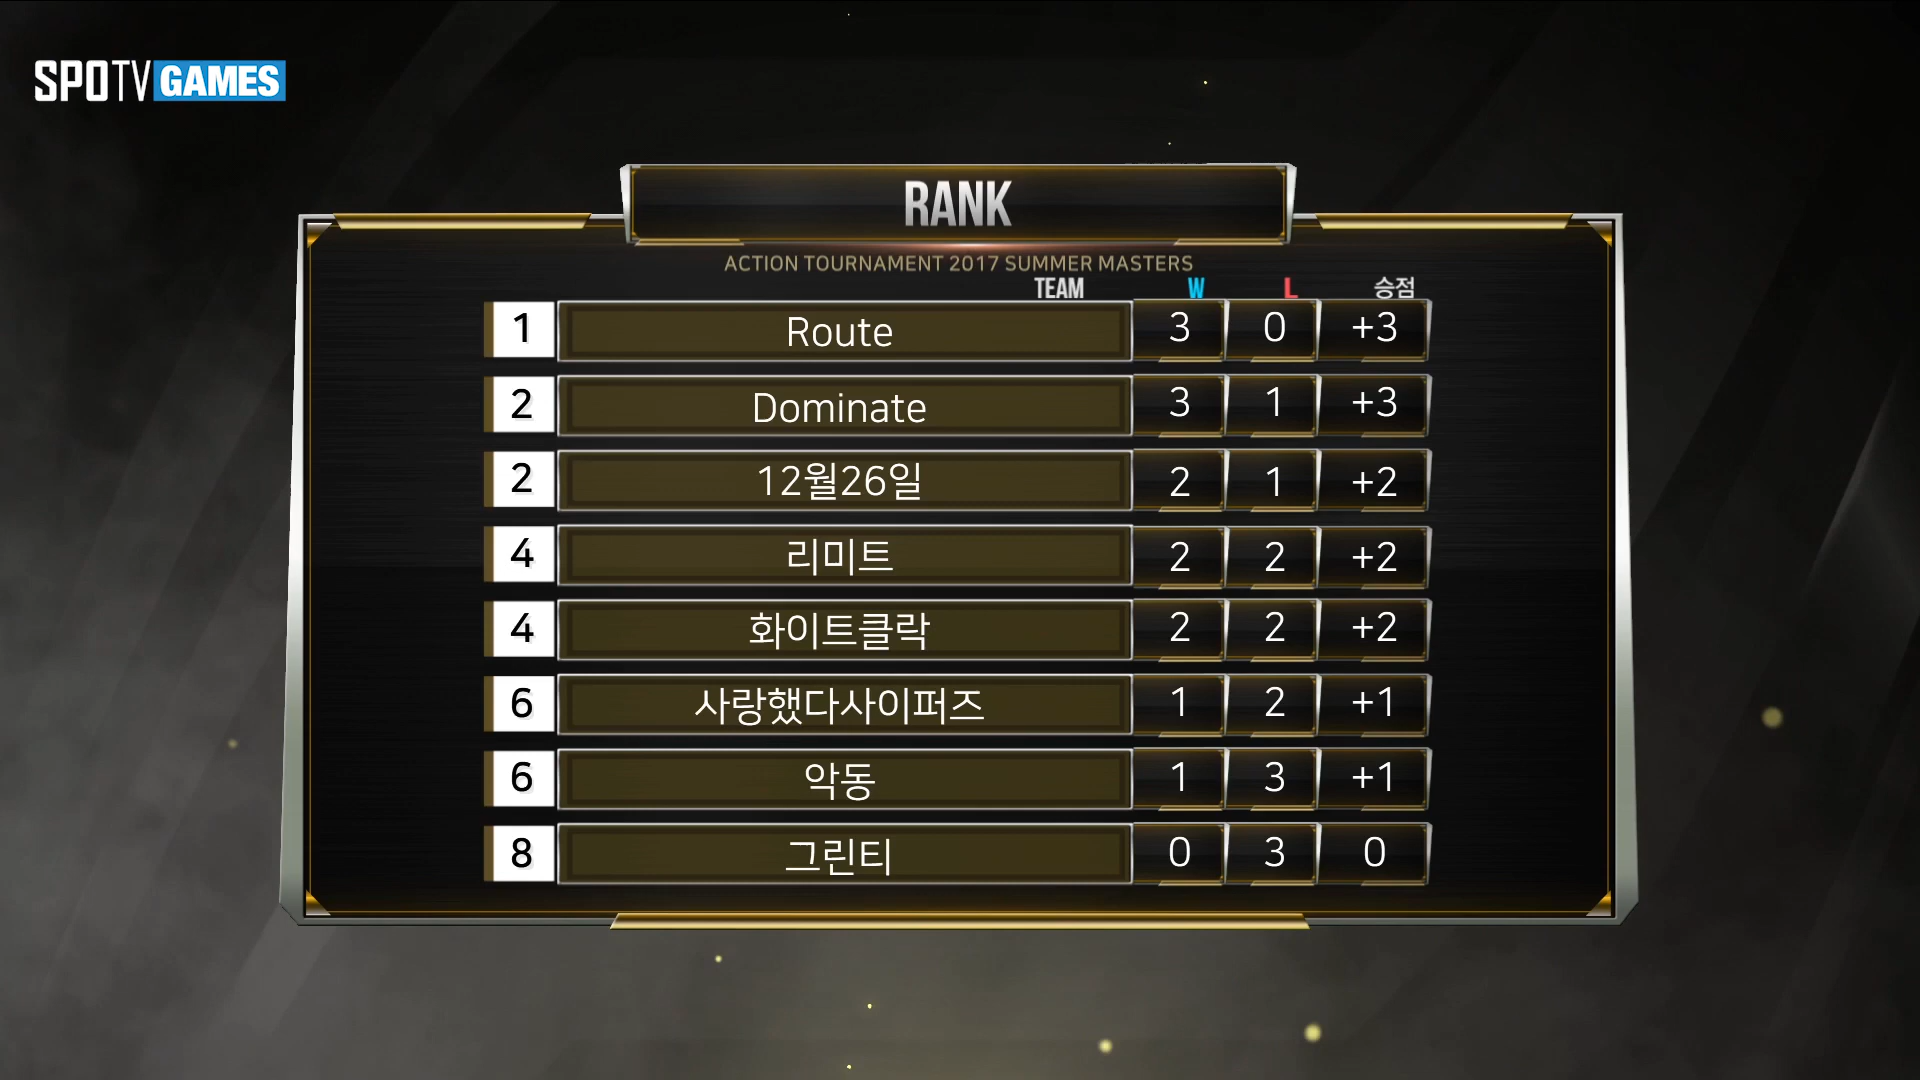 SPOTV GAMES
RANK
ACTION TOURNAMENT 2017 SUMMER MASTERS
TEAM W L 승점
1 Route 3 0 +3
2 Dominate 3 1 +3
2 12월26일 2 1 +2
4 리미트 2 2 +2
4 화이트클락 2 2 +2
6 사랑했다사이퍼즈 1 2 +1
6 악동 1 3 +1
8 그린티 0 3 0